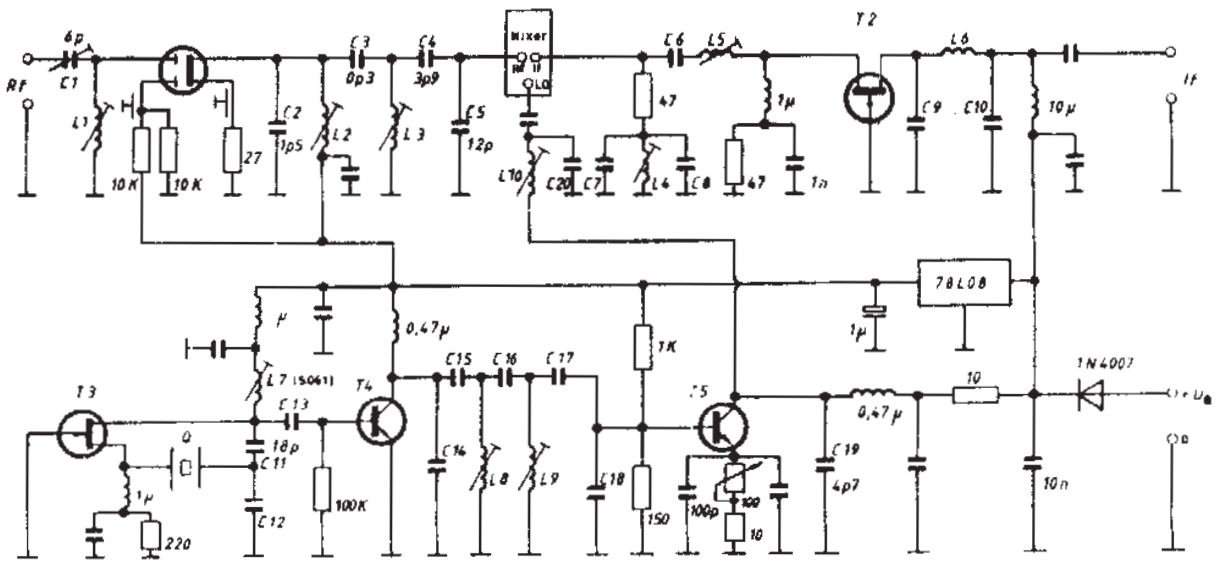 6p
C1
Rf
L1
10K
10K
27
C2
1p5
L2
C3
0p3
L3
C4
3p9
C5
12p
Mixer
RF
IF
LO
L10
C20
C7
47
L4
C8
C6
L5
1µ
47
1n
T2
C9
L6
C10
10µ
If
µ
0,47µ
L7 (5061)
T3
Q
C13
18p
C11
C12
1µ
220
100K
T4
C14
C15
C16
C17
L8
L9
C18
1K
150
T5
100p
100
10
C19
4p7
0,47µ
10
1µ
78L08
1N4007
10n